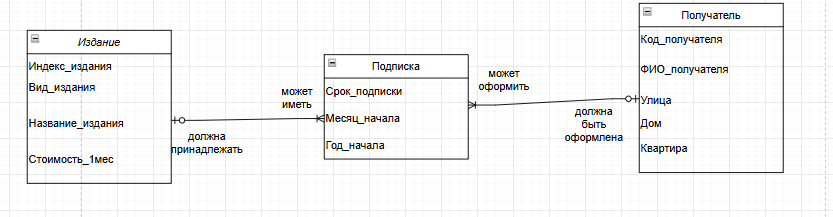 Издание
Индекс_издания
Вид_издания
Название_издания
Стоимость_1мес
должна
принадлежать
может
иметь
Подписка
Срок_подписки
Месяц_начала
Год_начала
может
оформить
должна
быть
оформлена
Получатель
Код_получателя
ФИО_получателя
Улица
Дом
Квартира